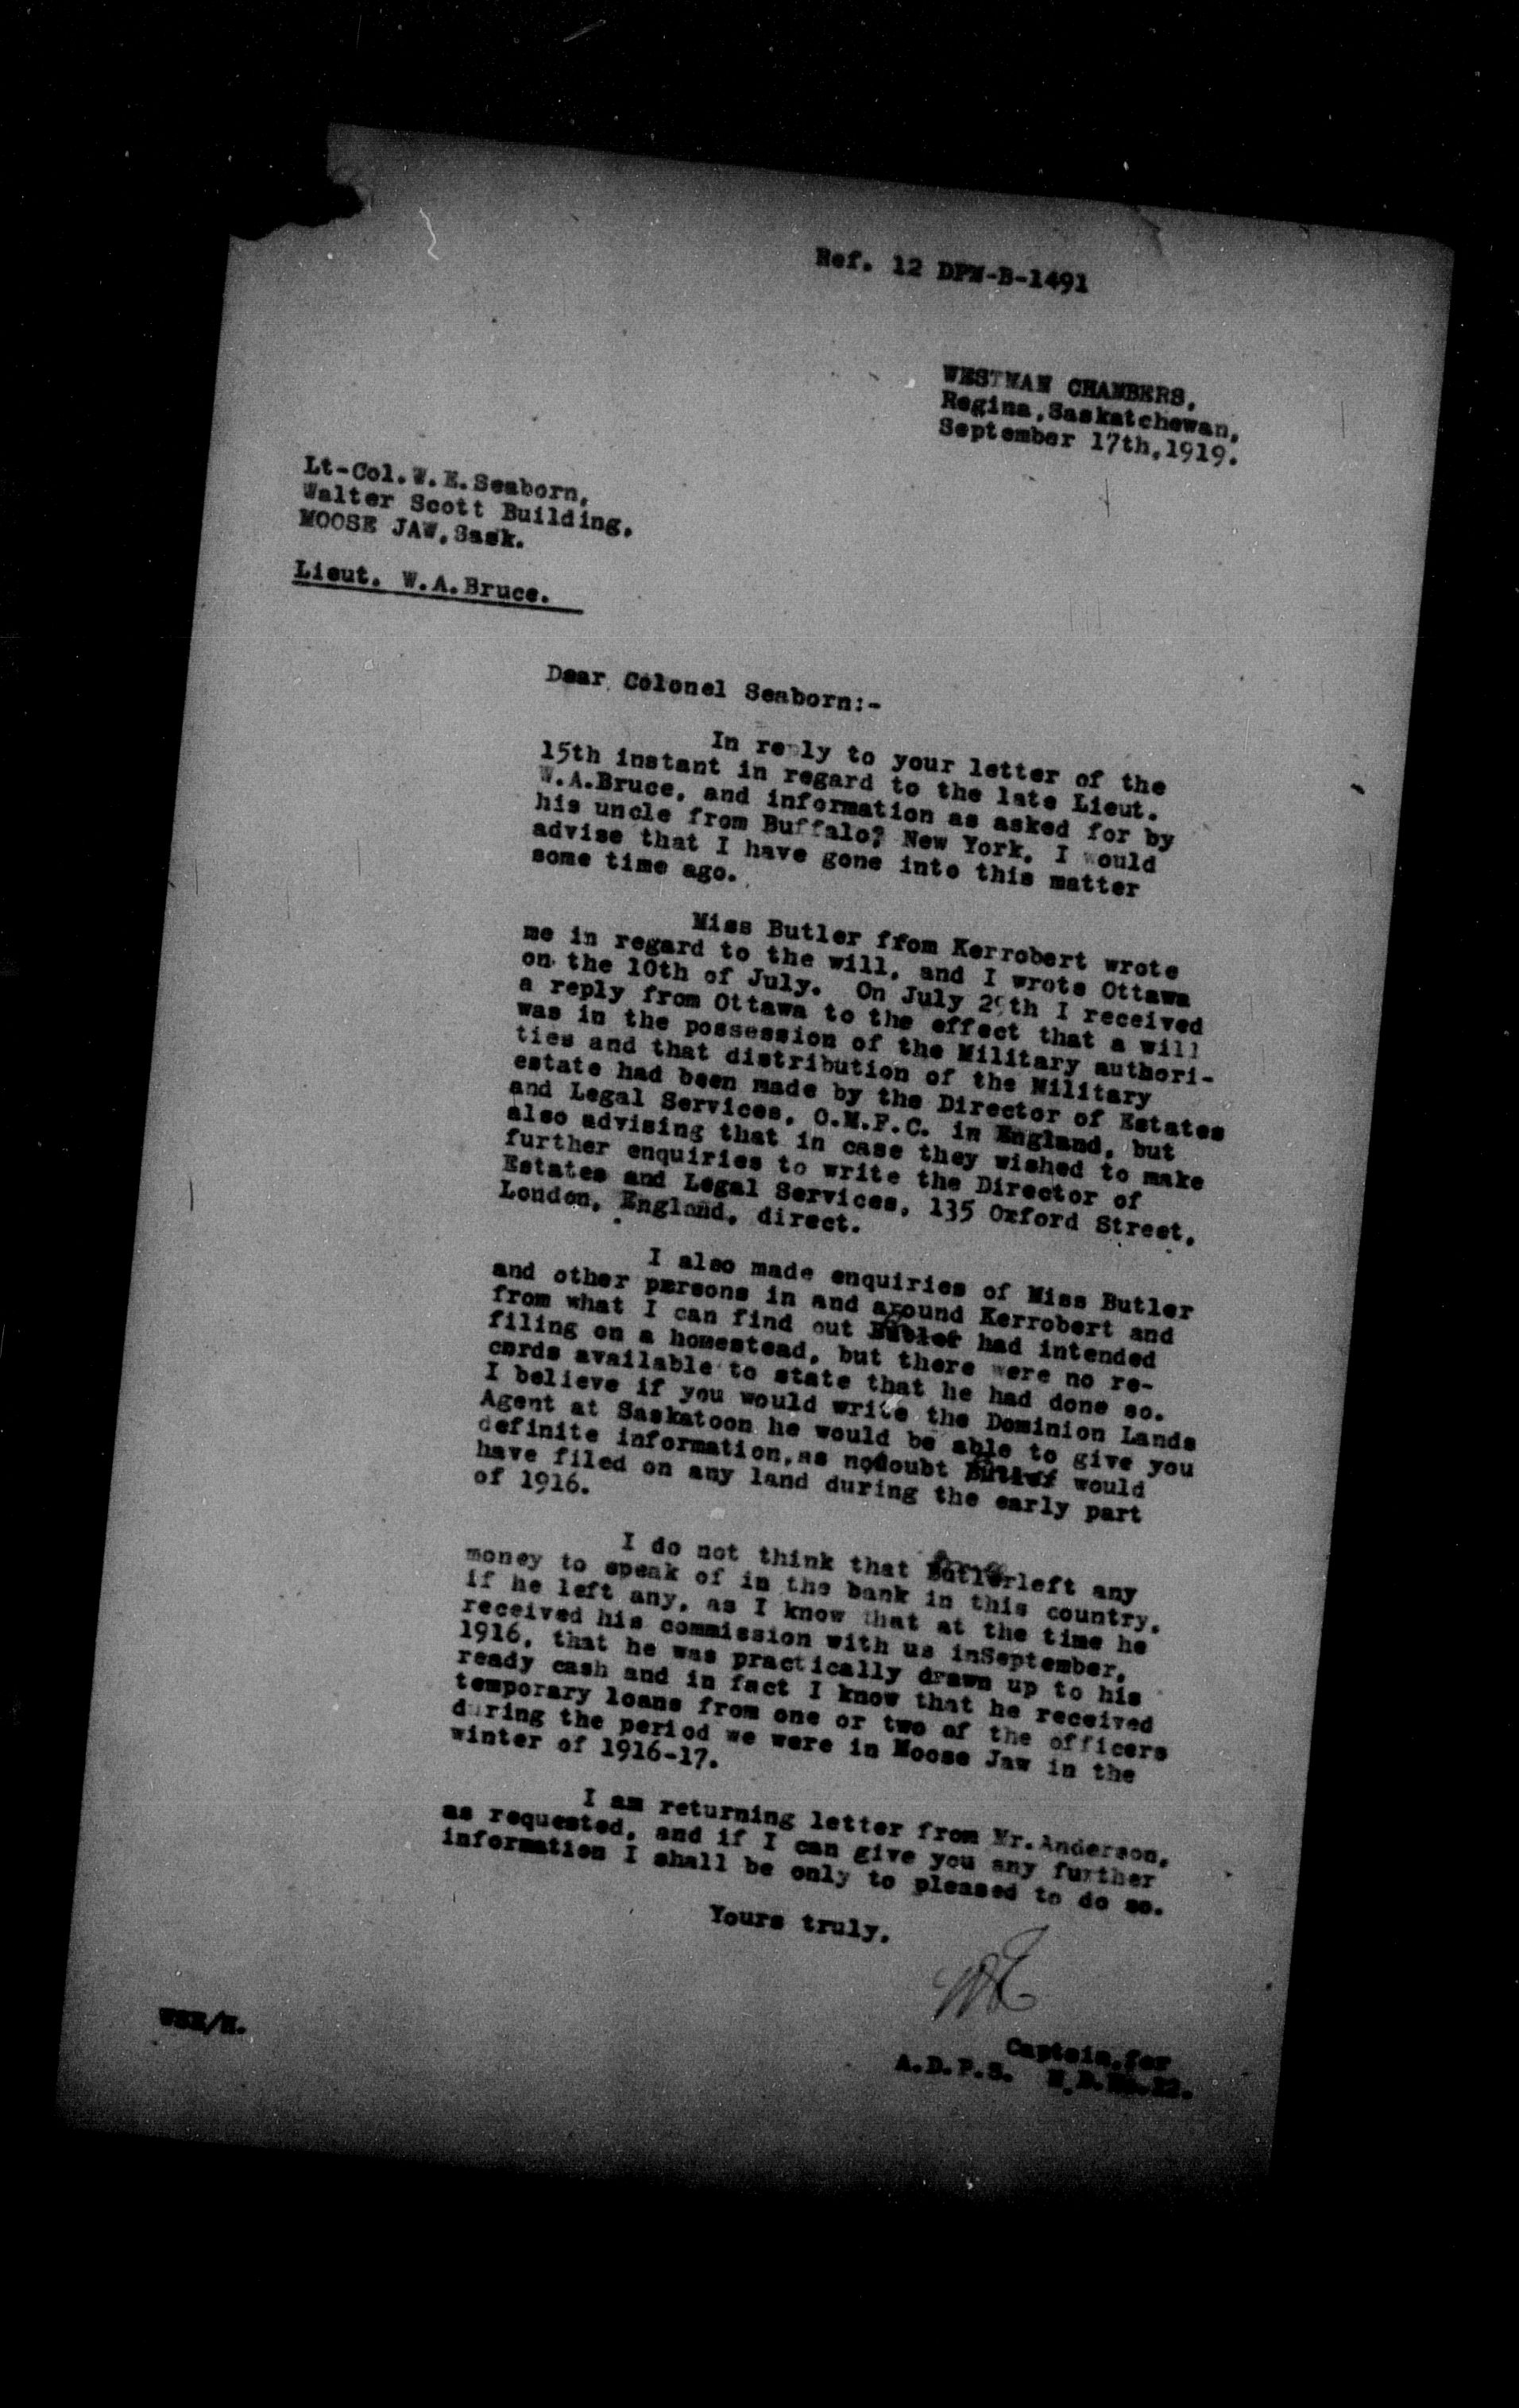 Ref. 12 DPN-B-1491
WESTMAN CHAMBERS,
Regina,Saskatchewan,
September 17th,1919.
Lt-Col.W.E.Seaborn,
Walter Scott Building,
MOOSE JAW,Sask.
Lieut. W.A.Bruce.
Dear Colonel Seaborn:-
In reply to your letter of the
15th instant in regard to the late Lieut.
W.A.Bruce, and information as asked for by
his uncle from Buffalo? New York, I would
advise that I have gone into this matter
some time ago.
Miss Butler ffom Kerrobert wrote
me in regard to the will, and I wrote Ottawa
on the 10th of July. On July 29th I received
a reply from Ottawa to the effect that a will
was in the possession of the Military authori-
ties and that distribution of the Military
estate had been made by the Director of Estates
and Legal Services, O.M.F.C. in England, but
also advising that in case they wished to make
further enquiries to write the Director of
Estates and Legal Services, 135 Oxford Street,
London, England, direct.
I also made enquiries of Miss Butler
and other persons in and around Kerrobert and
from what I can find out Butler had intended
filing on a homestead, but there were no re-
cords available to state that he had done so.
I believe if you would write the Dominion Lands
Agent at Saskatoon he would be able to give you
definite information,as nodoubt Butler would
have filed on any land during the early part
of 1916.
I do not think that Butlerleft any
money to speak of in the bank in this country,
if he left any, as I know that at the time he
received his commission with us inSeptember,
1916, that he was practically drawn up to his
ready cash and in fact I know that he received
temporary loans from one or two of the officers
during the period we were in Moose Jaw in the
winter of 1916-17.
I am returning letter from Mr.Anderson,
as requested, and if I can give you any further
information I shall be only to pleased to do so.
Yours truly,
Captain,for
A.D.P.S. M.D.No.12.